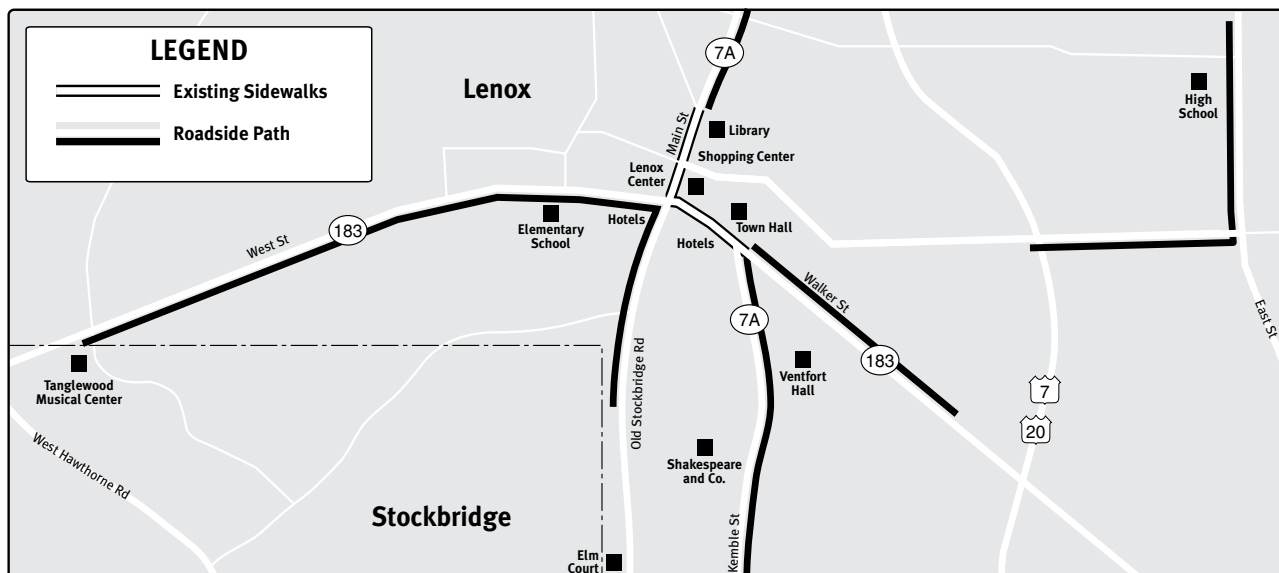 LEGEND
Existing Sidewalks
Roadside Path
Lenox
7A
Main St
Library
Shopping Center
Lenox
Center
High
School
Hotels
Elementary
School
Town Hall
Hotels
183
West St
Walker St
7A
183
East St
Tanglewood
Musical Center
Old Stockbridge Rd
Ventfort
Hall
7
20
West Hawthorne Rd
Shakespeare
and Co.
Stockbridge
Kemble St
Elm
Court